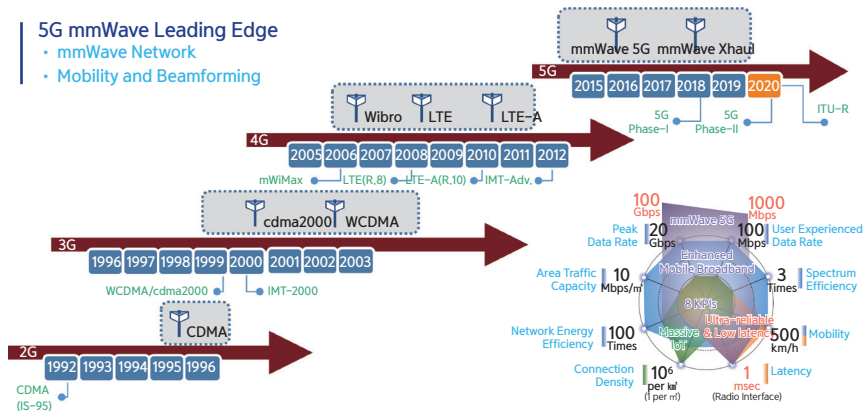 5G mmWave Leading Edge
· mmWave Network
· Mobility and Beamforming
mmWave 5G mmWave Xhaul
5G
2015 2016 2017 2018 2019 2020
5G Phase-I
5G Phase-II
ITU-R
Wibro LTE LTE-A
4G
2005 2006 2007 2008 2009 2010 2011 2012
mWiMax LTE(R.8) LTE-A(R.10) IMT-Adv.
cdma2000 WCDMA
3G
1996 1997 1998 1999 2000 2001 2002 2003
WCDMA/cdma2000 IMT-2000
CDMA
2G
1992 1993 1994 1995 1996
CDMA
(IS-95)
100
Gbps
1000
Mbps
mmWave 5G
Peak
Data Rate
20
Gbps
100
Mbps
User Experienced
Data Rate
Enhanced
Mobile Broadband
Area Traffic
Capacity
10
Mbps/㎡
3
Times
Spectrum
Efficiency
8 KPIs
Massive
IoT
Ultra-reliable
& Low latency
Network Energy
Efficiency
100
Times
500
km/h
Mobility
Connection
Density
10⁶
per ㎢
(1 per ㎡)
1
msec
(Radio Interface)
Latency